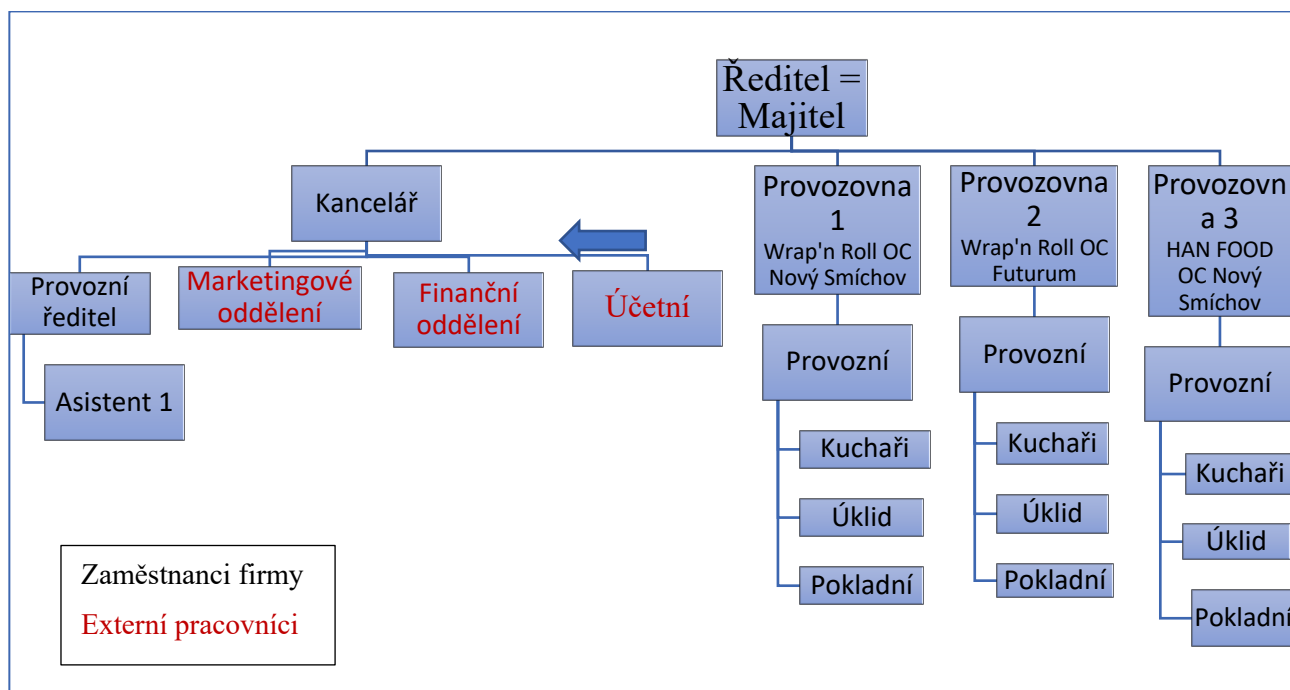 Ředitel =
Majitel
Kancelář
Provozovna
1
Wrap'n Roll OC
Nový Smíchov
Provozovna
2
Wrap'n Roll OC
Futurum
Provozovn
a 3
HAN FOOD
OC Nový
Smíchov
Provozní
ředitel
Marketingové
oddělení
Finanční
oddělení
Účetní
Asistent 1
Provozní
Kuchaři
Úklid
Pokladní
Provozní
Kuchaři
Úklid
Pokladní
Provozní
Kuchaři
Úklid
Pokladní
Zaměstnanci firmy
Externí pracovníci